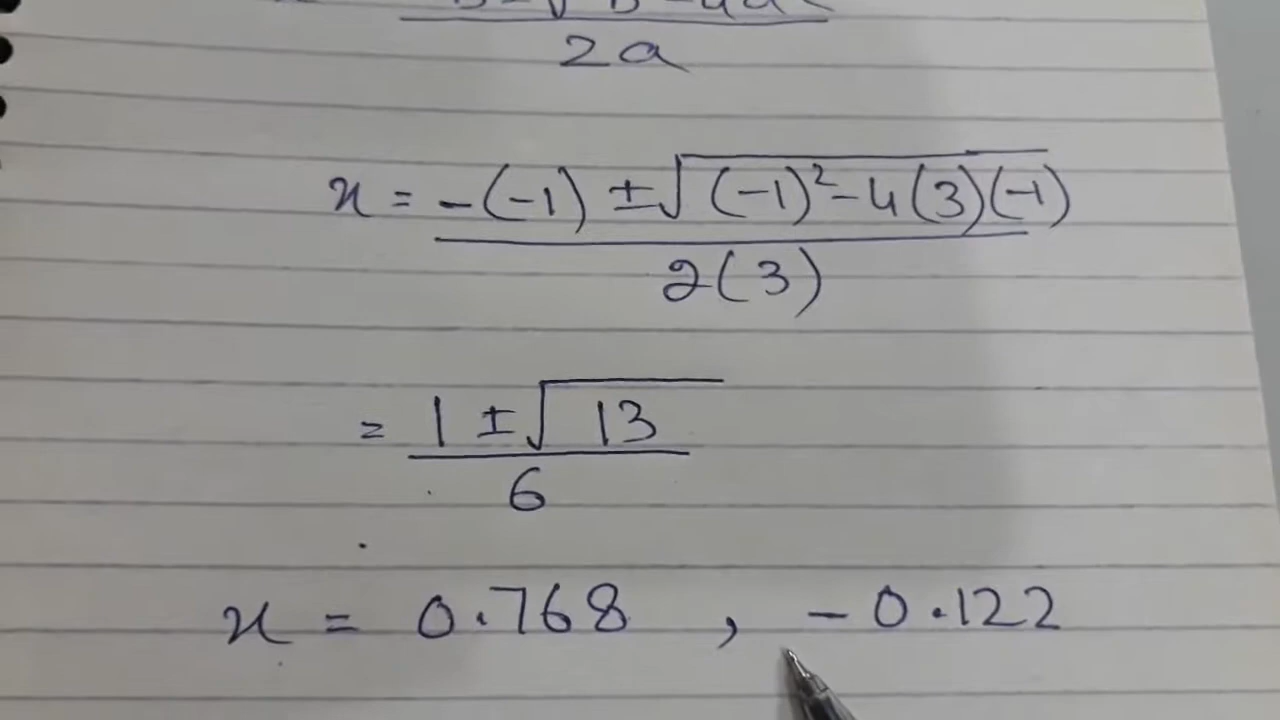 2a
x = -(-1) ± √(-1)² - 4(3)(-1)
2(3)
= 1 ± √13
6
x = 0.768 , - 0.122